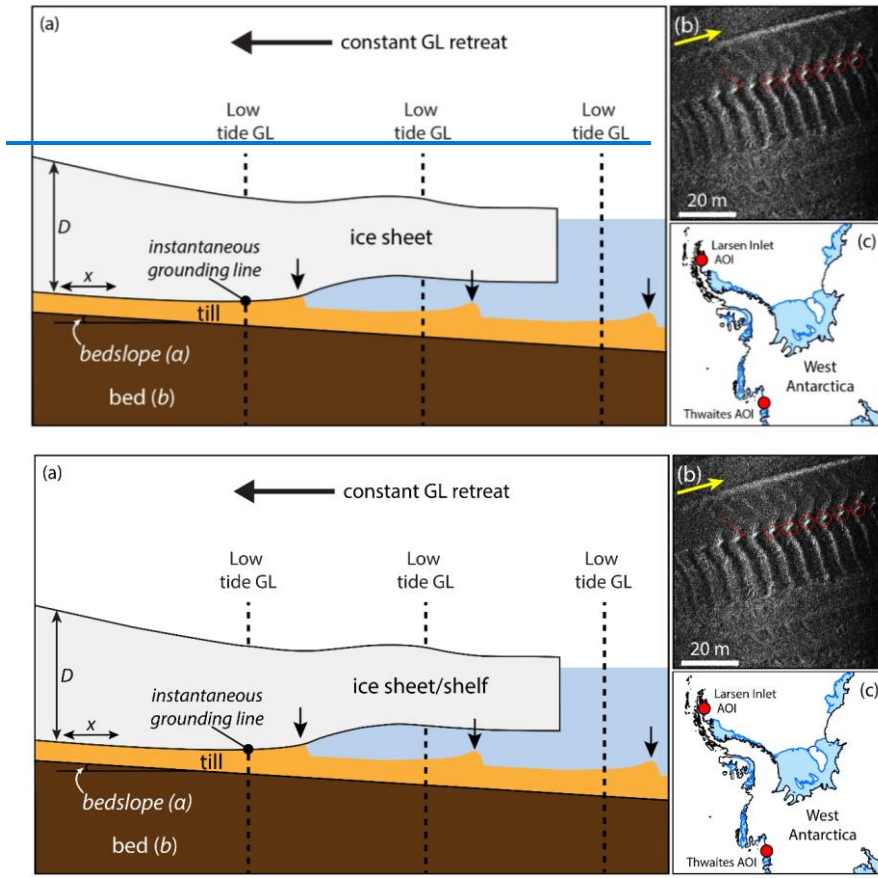 (a)
constant GL retreat
Low
tide GL
Low
tide GL
Low
tide GL
D
x
instantaneous
grounding line
ice sheet
till
bedslope (a)
bed (b)
(b)
20 m
(c)
Larsen Inlet
AOI
West
Antarctica
Thwaites AOI
(a)
constant GL retreat
Low
tide GL
Low
tide GL
Low
tide GL
D
x
instantaneous
grounding line
ice sheet/shelf
till
bedslope (a)
bed (b)
(b)
20 m
(c)
Larsen Inlet
AOI
West
Antarctica
Thwaites AOI